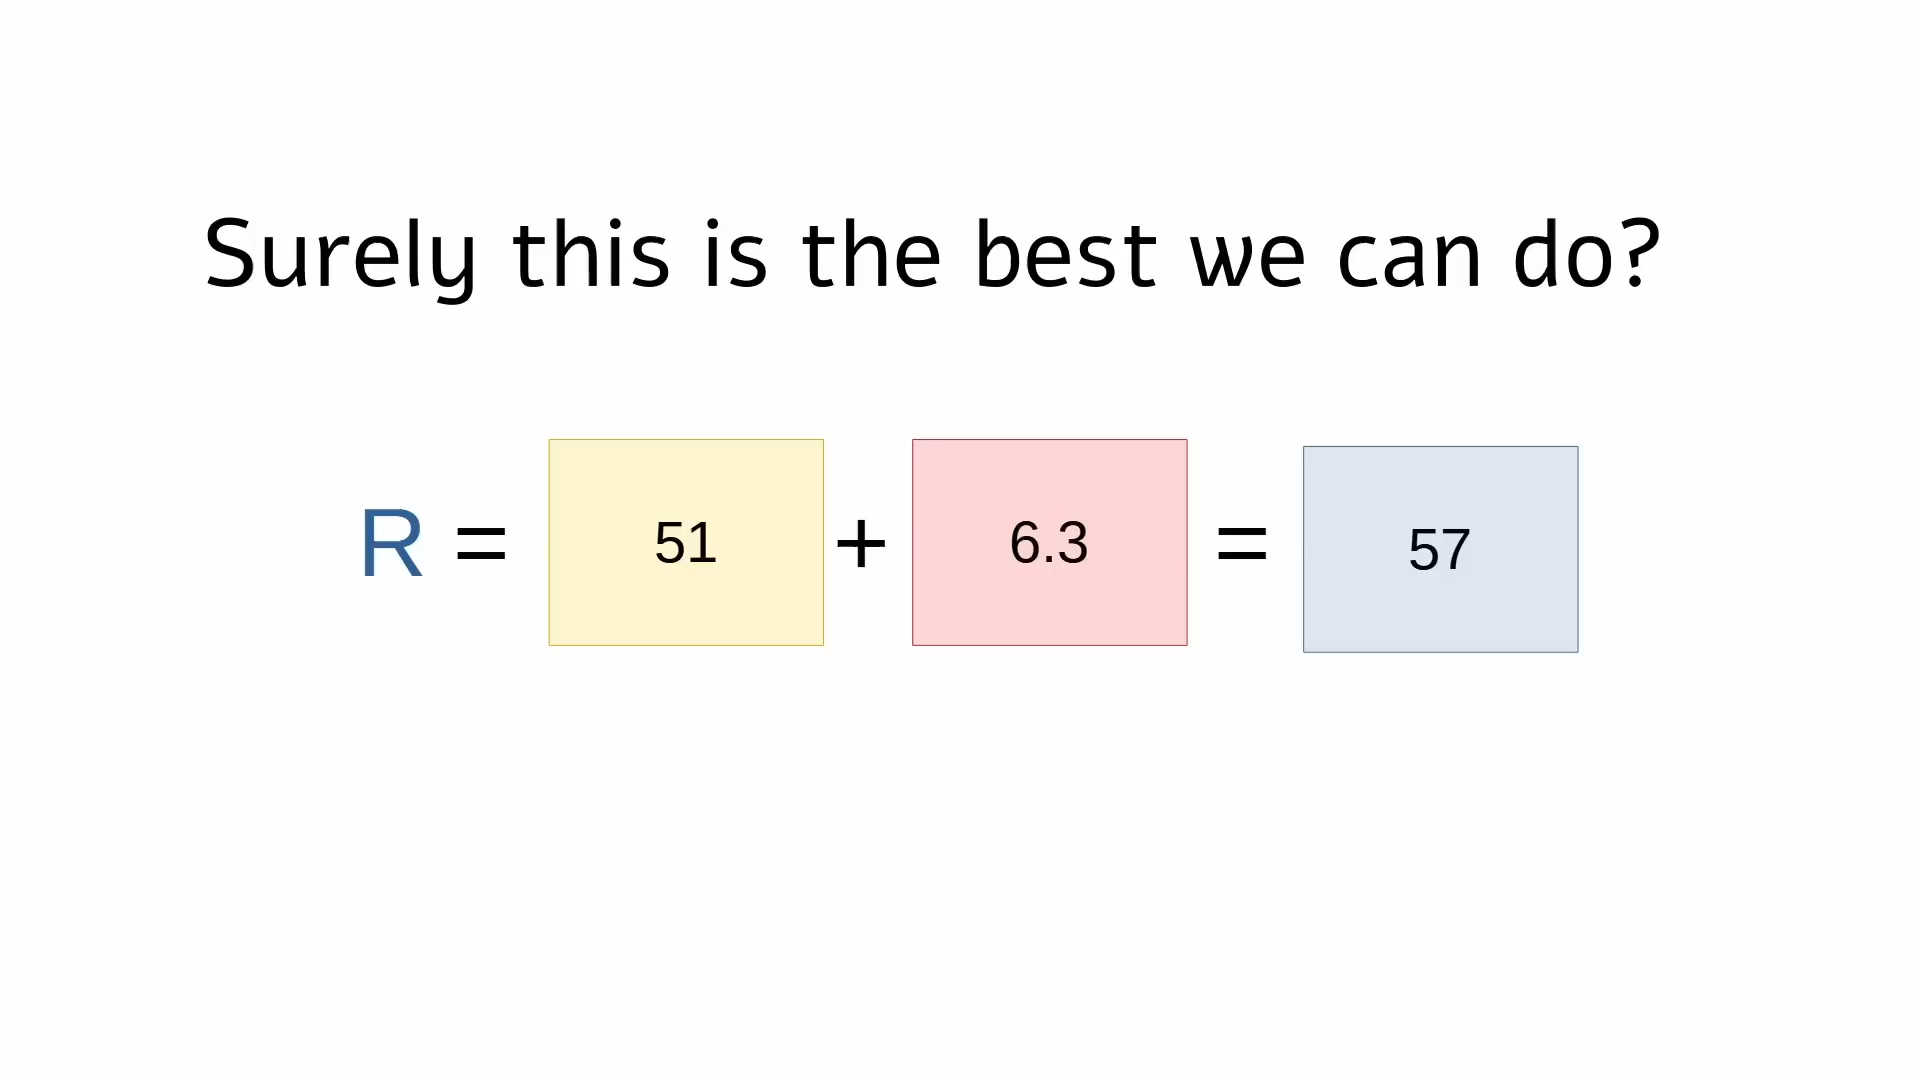 Surely this is the best we can do?
R = 51 + 6.3 = 57